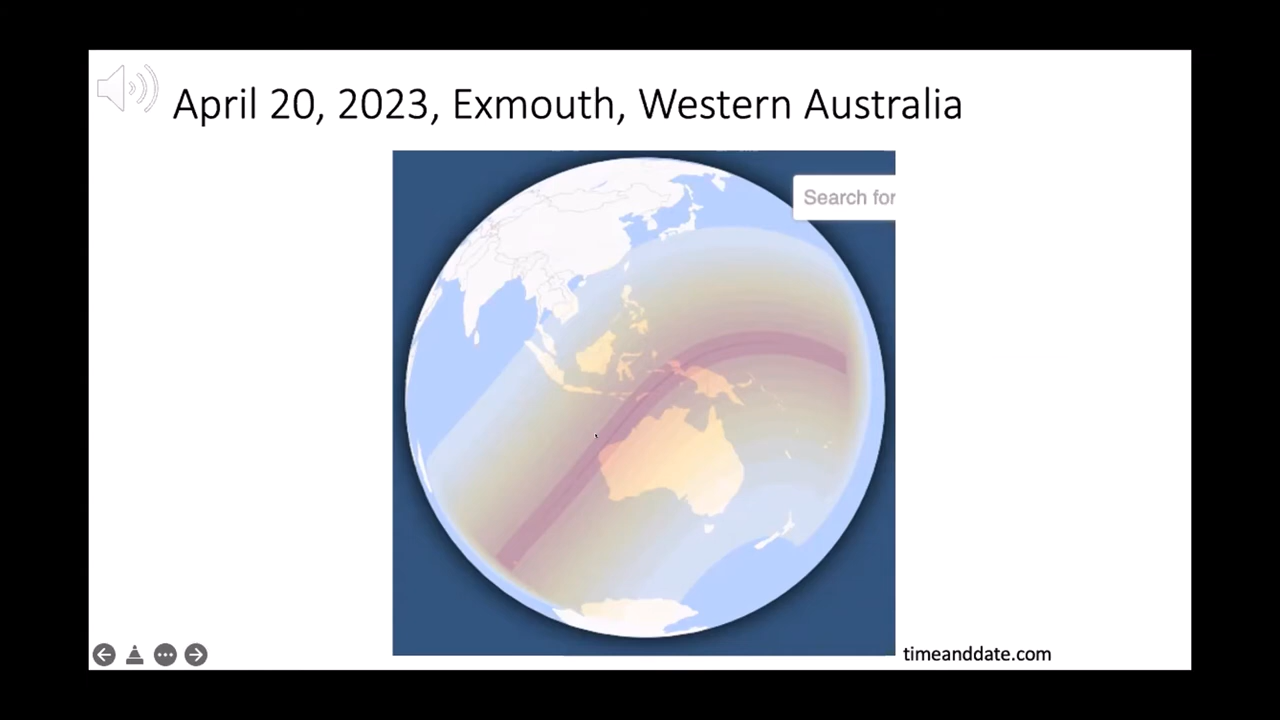 April 20, 2023, Exmouth, Western Australia
Search for
timeanddate.com